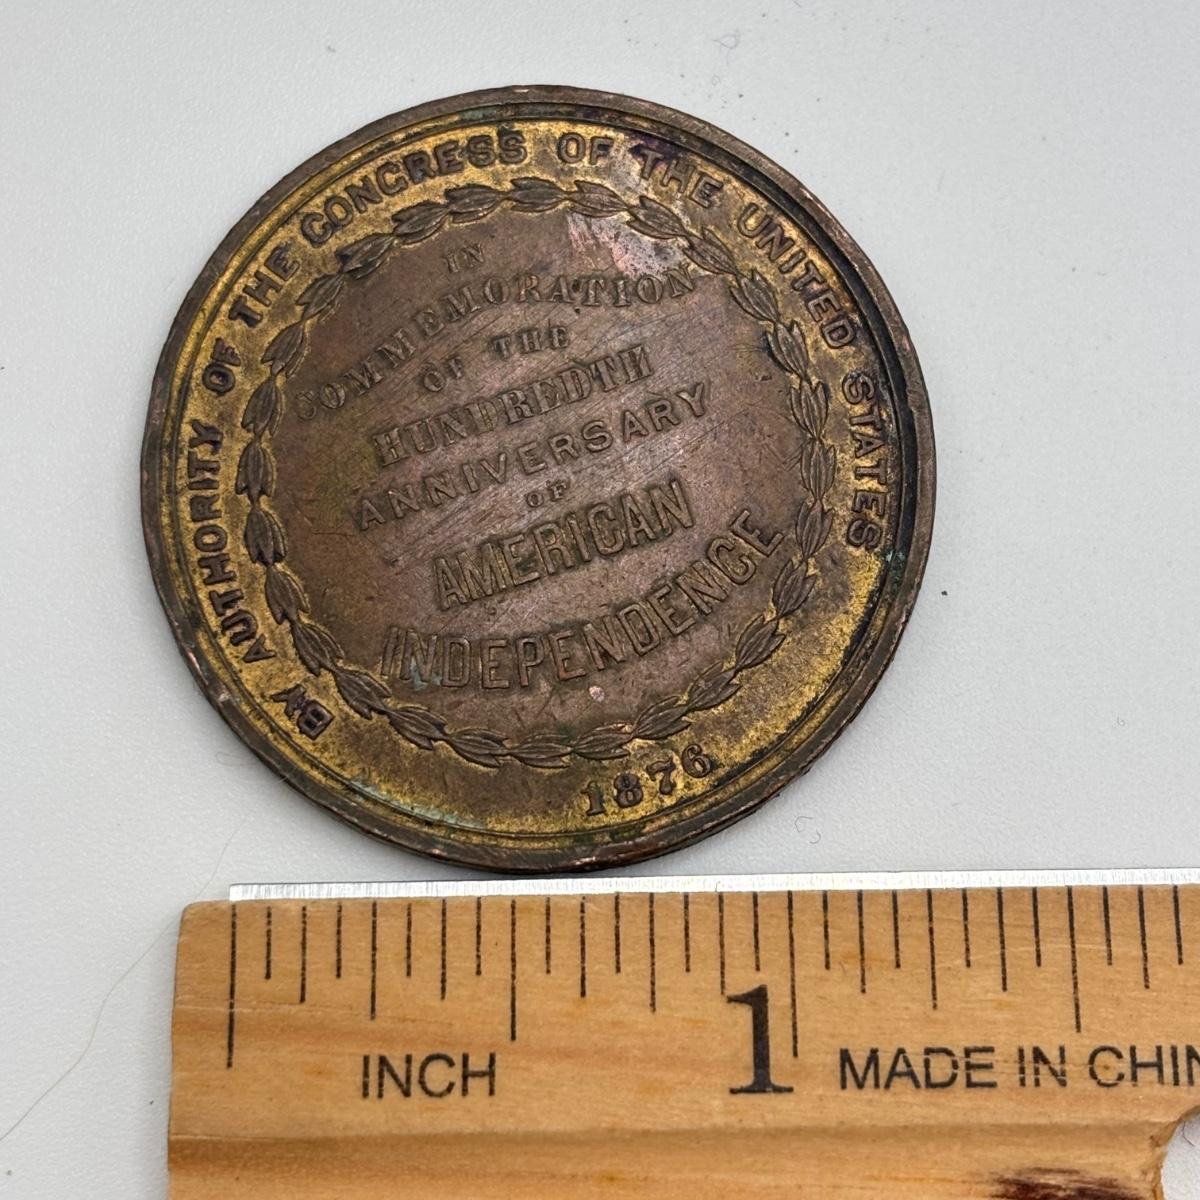 BY AUTHORITY OF THE CONGRESS OF THE UNITED STATES
IN
COMMEMORATION
OF THE
HUNDREDTH
ANNIVERSARY
OF
AMERICAN
INDEPENDENCE
1876
1
INCH
MADE IN CHIN